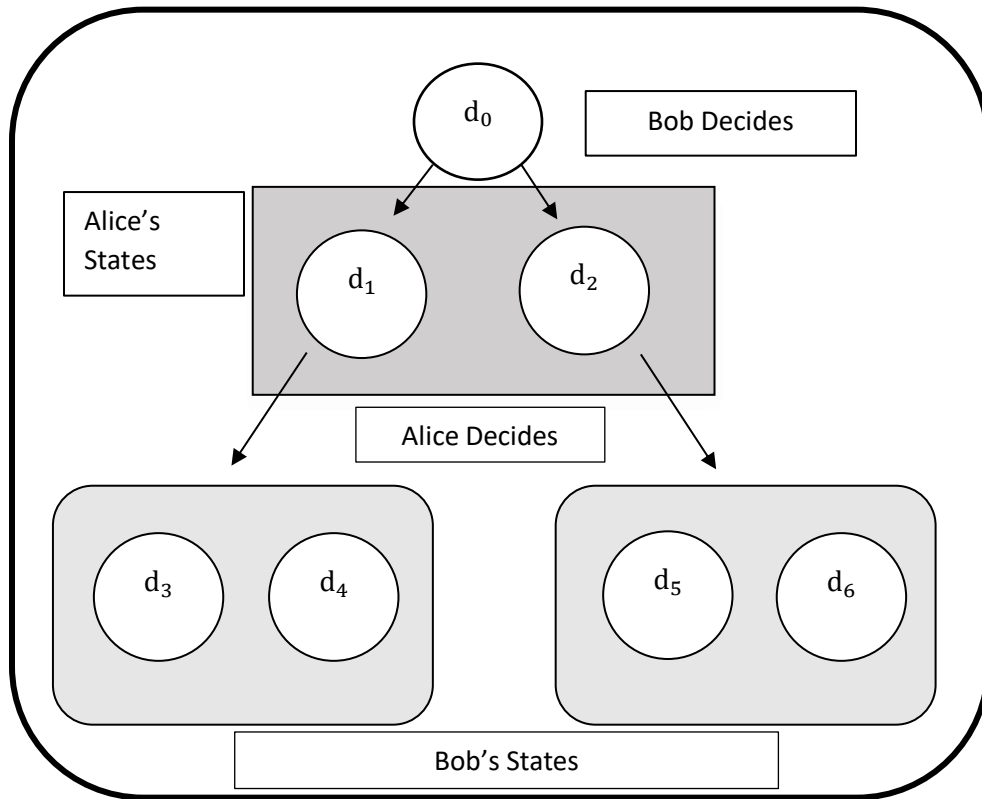 d₀
Bob Decides
Alice’s
States
d₁
d₂
Alice Decides
d₃
d₄
d₅
d₆
Bob’s States